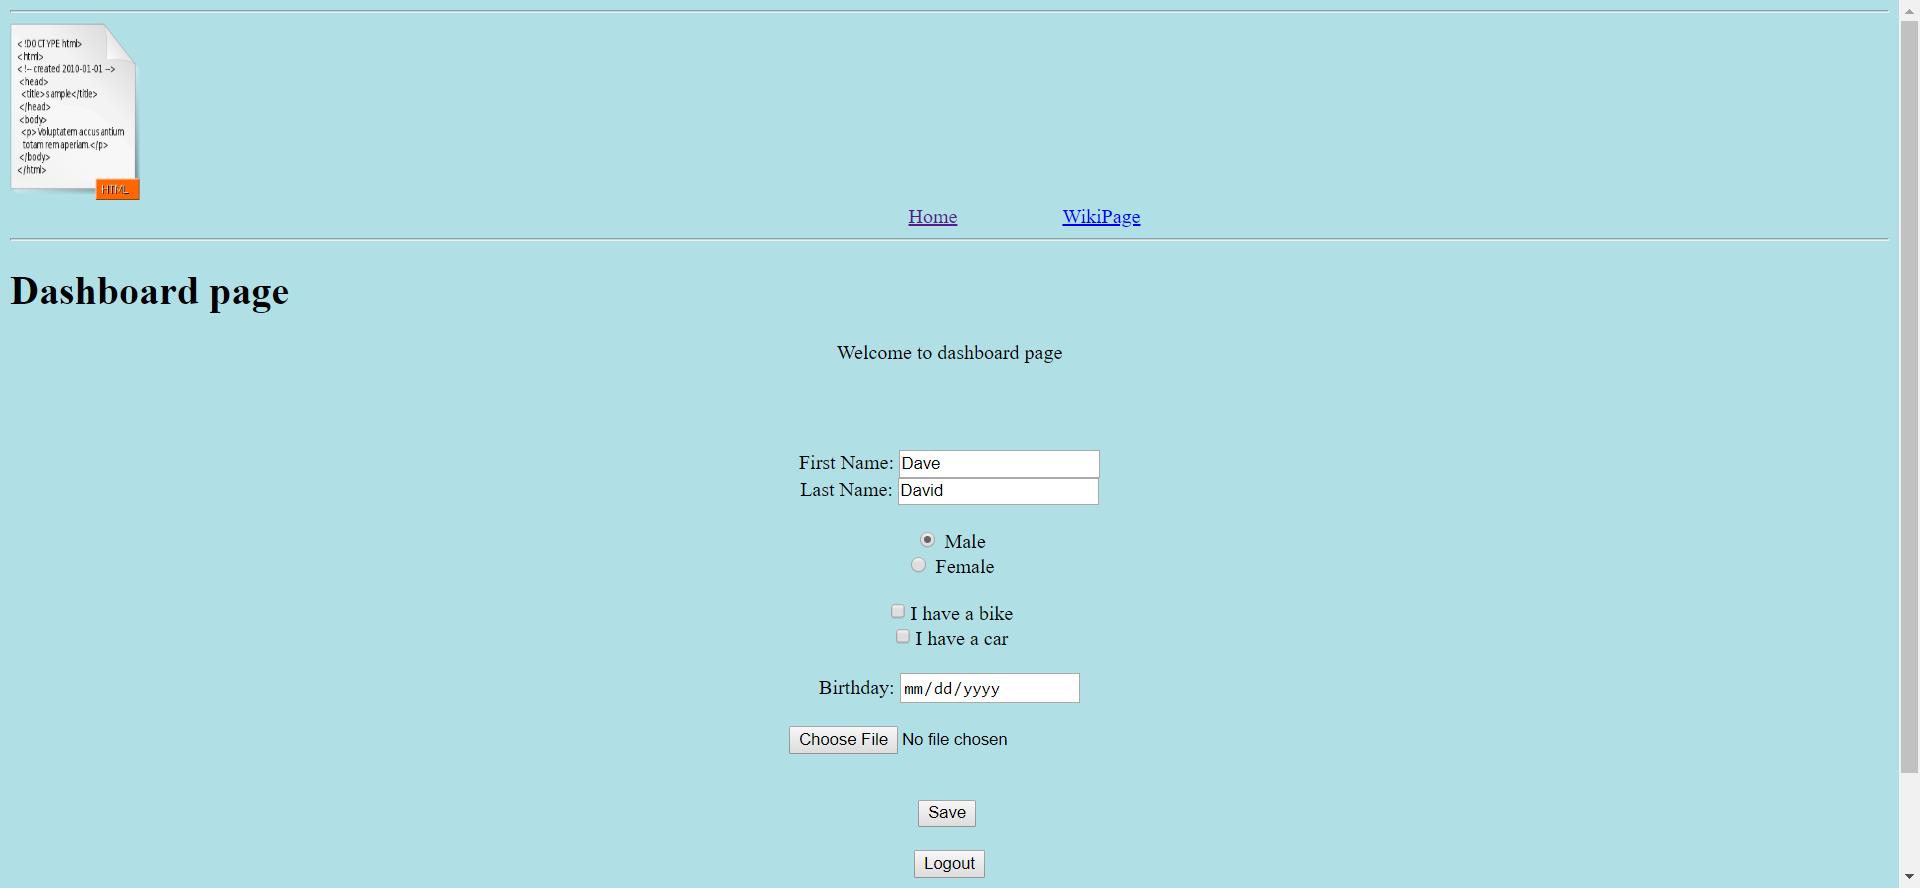 <!DOCTYPE html>
<html>
<!-- created 2010-01-01 -->
<head>
<title>sample</title>
</head>
<body>
<p>Voluptatem accusantium
totam rem aperiam.</p>
</body>
</html>
HTML
Home WikiPage
Dashboard page
Welcome to dashboard page
First Name: Dave
Last Name: David
Male
Female
I have a bike
I have a car
Birthday: mm/dd/yyyy
Choose File No file chosen
Save
Logout